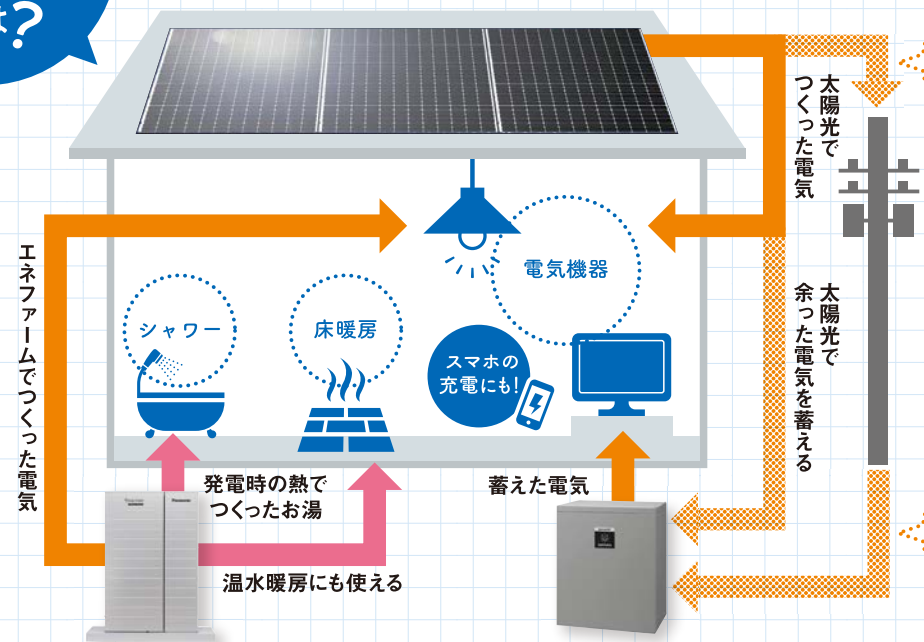 は?
太陽光で
つくった電気
電気機器
エネファームでつくった電気
シャワー
床暖房
スマホの
充電にも!
太陽光で
余った電気を蓄える
発電時の熱で
つくったお湯
蓄えた電気
温水暖房にも使える
Panasonic